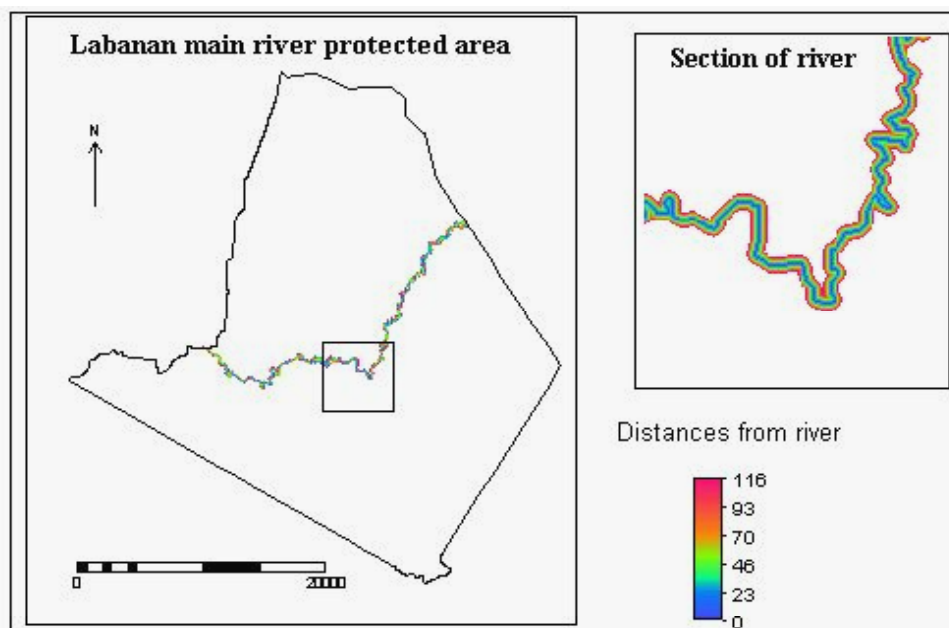 Labanan main river protected area
N
0 20000
Section of river
Distances from river
116
93
70
46
23
0